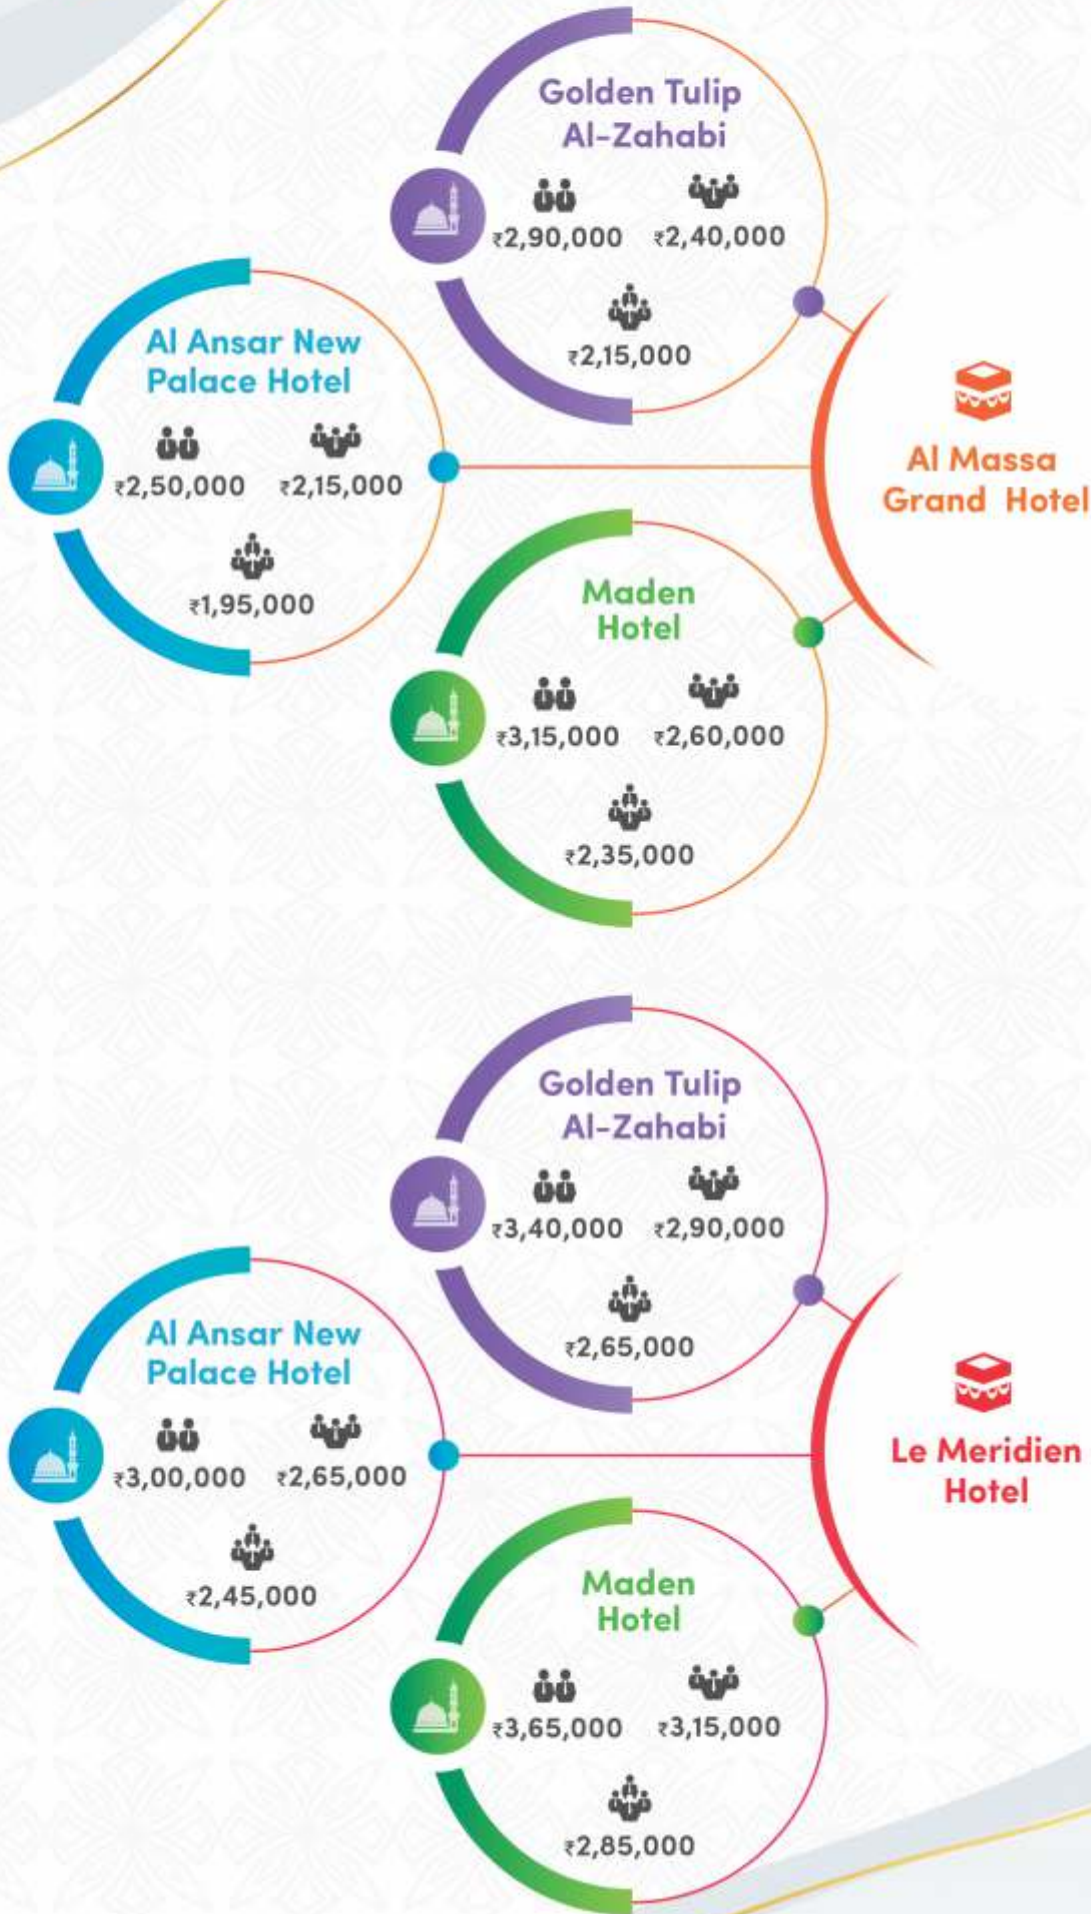 Golden Tulip
Al-Zahabi
₹2,90,000 ₹2,40,000
₹2,15,000
Al Ansar New
Palace Hotel
₹2,50,000 ₹2,15,000
₹1,95,000
Al Massa
Grand Hotel
Maden
Hotel
₹3,15,000 ₹2,60,000
₹2,35,000
Golden Tulip
Al-Zahabi
₹3,40,000 ₹2,90,000
₹2,65,000
Al Ansar New
Palace Hotel
₹3,00,000 ₹2,65,000
₹2,45,000
Le Meridien
Hotel
Maden
Hotel
₹3,65,000 ₹3,15,000
₹2,85,000